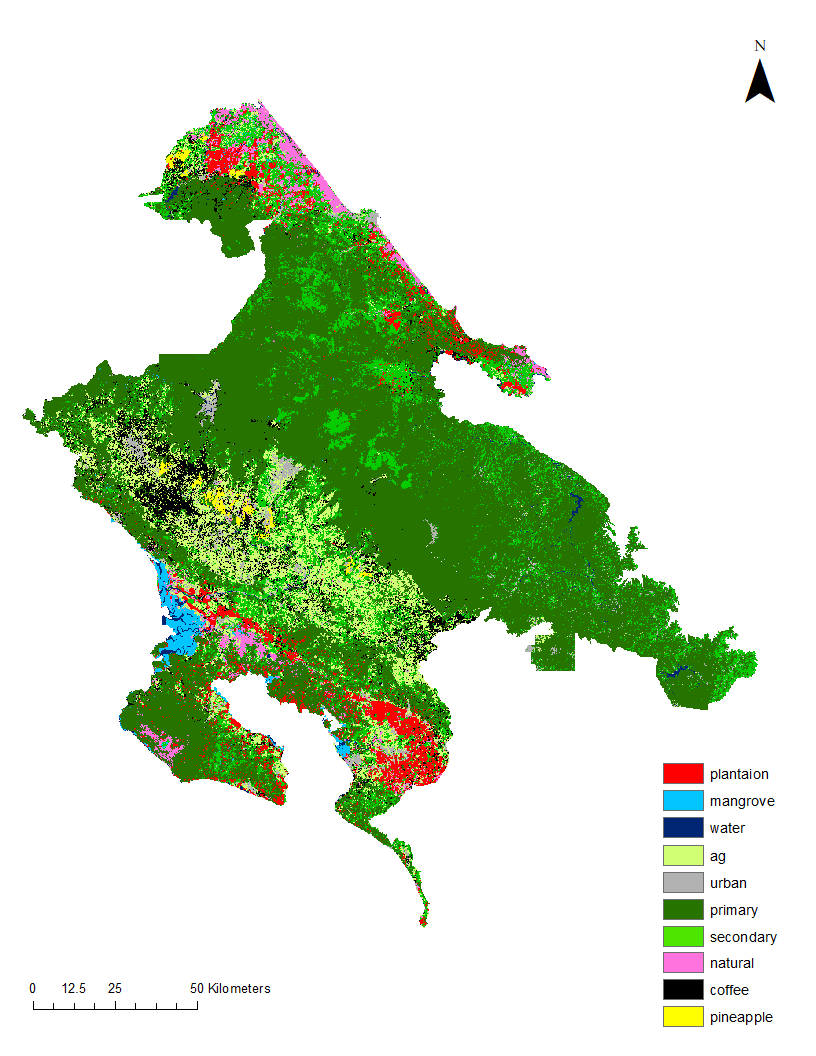 N
plantaion
mangrove
water
ag
urban
primary
secondary
natural
coffee
pineapple
0 12.5 25 50 Kilometers